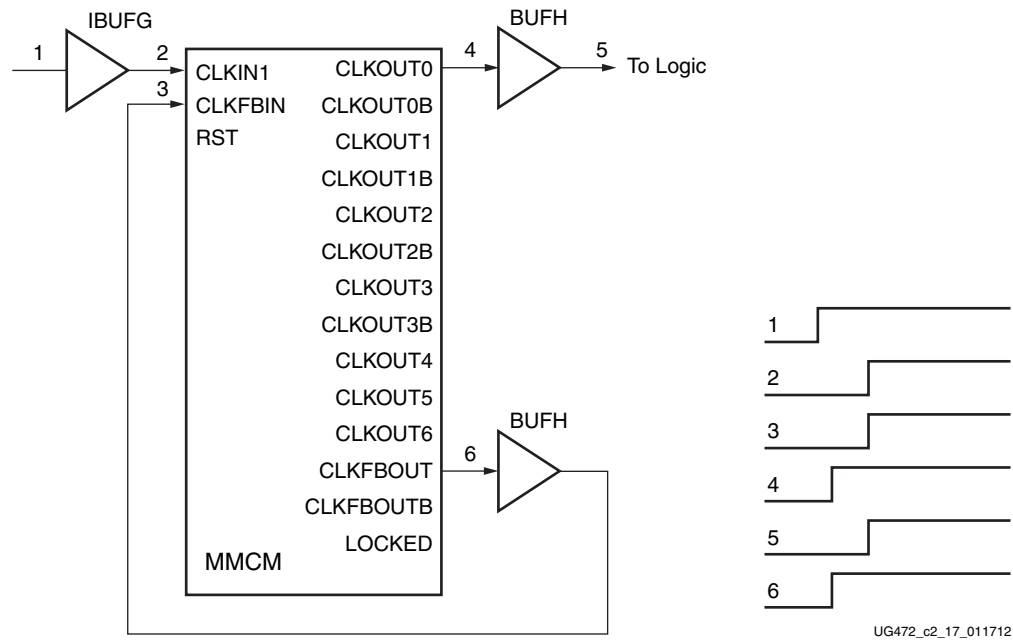 IBUFG
BUFH
1
2
4
5
To Logic
CLKIN1
CLKOUT0
3
CLKFBIN
CLKOUT0B
RST
CLKOUT1
CLKOUT1B
CLKOUT2
CLKOUT2B
CLKOUT3
CLKOUT3B
CLKOUT4
CLKOUT5
CLKOUT6
BUFH
6
CLKFBOUT
CLKFBOUTB
LOCKED
MMCM
1
2
3
4
5
6
UG472_c2_17_011712